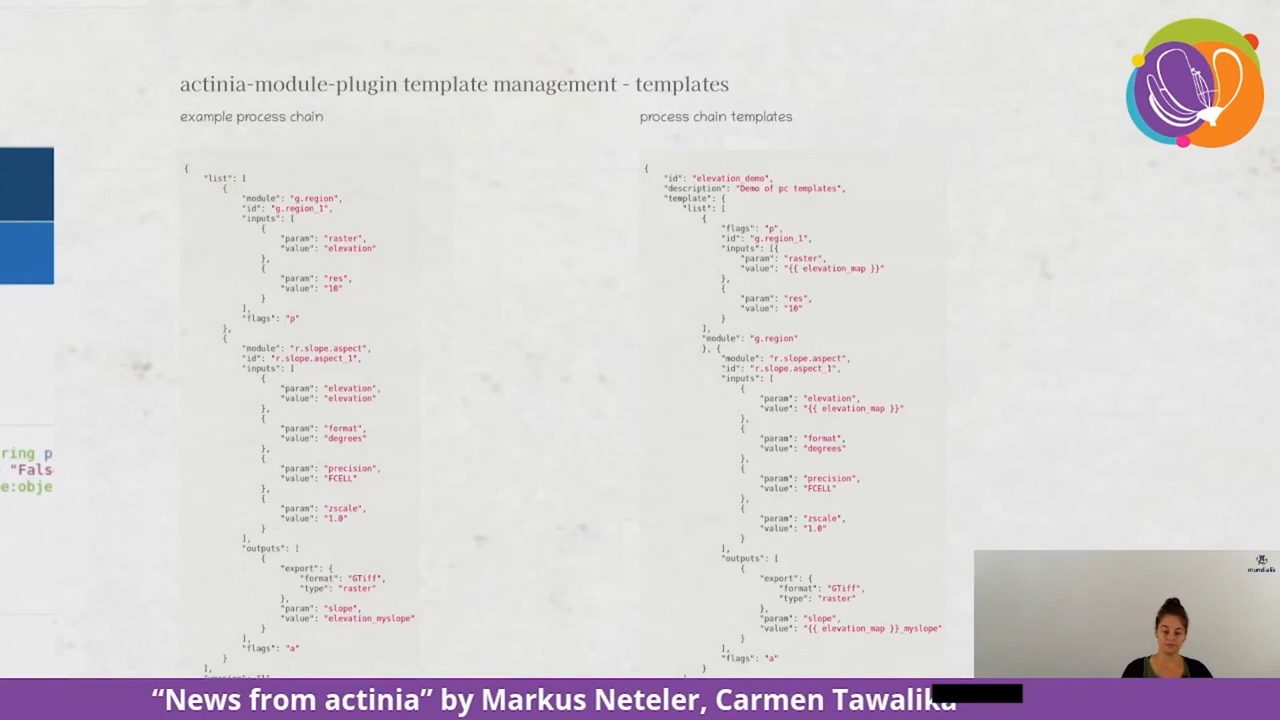 actinia-module-plugin template management - templates
example process chain
{
"list": [
{
"module": "g.region",
"id": "g.region_1",
"inputs": [
{
"param": "raster",
"value": "elevation"
},
{
"param": "res",
"value": "10"
}
],
"flags": "p"
},
{
"module": "r.slope.aspect",
"id": "r.slope.aspect_1",
"inputs": [
{
"param": "elevation",
"value": "elevation"
},
{
"param": "format",
"value": "degrees"
},
{
"param": "precision",
"value": "FCELL"
},
{
"param": "zscale",
"value": "1.0"
}
],
"outputs": [
{
"export": {
"format": "GTiff",
"type": "raster"
},
"param": "slope",
"value": "elevation_myslope"
}
],
"flags": "a"
}
],
process chain templates
{
"id": "elevation_demo",
"description": "Demo of pc templates",
"template": {
"list": [
{
"flags": "p",
"id": "g.region_1",
"inputs": [{
"param": "raster",
"value": "{{ elevation_map }}"
},
{
"param": "res",
"value": "10"
}
],
"module": "g.region"
}, {
"module": "r.slope.aspect",
"id": "r.slope.aspect_1",
"inputs": [
{
"param": "elevation",
"value": "{{ elevation_map }}"
},
{
"param": "format",
"value": "degrees"
},
{
"param": "precision",
"value": "FCELL"
},
{
"param": "zscale",
"value": "1.0"
}
],
"outputs": [
{
"export": {
"format": "GTiff",
"type": "raster"
},
"param": "slope",
"value": "{{ elevation_map }}_myslope"
}
],
"flags": "a"
}
ring p
"Fals
e:obje
mundialis
“News from actinia” by Markus Neteler, Carmen Tawalika